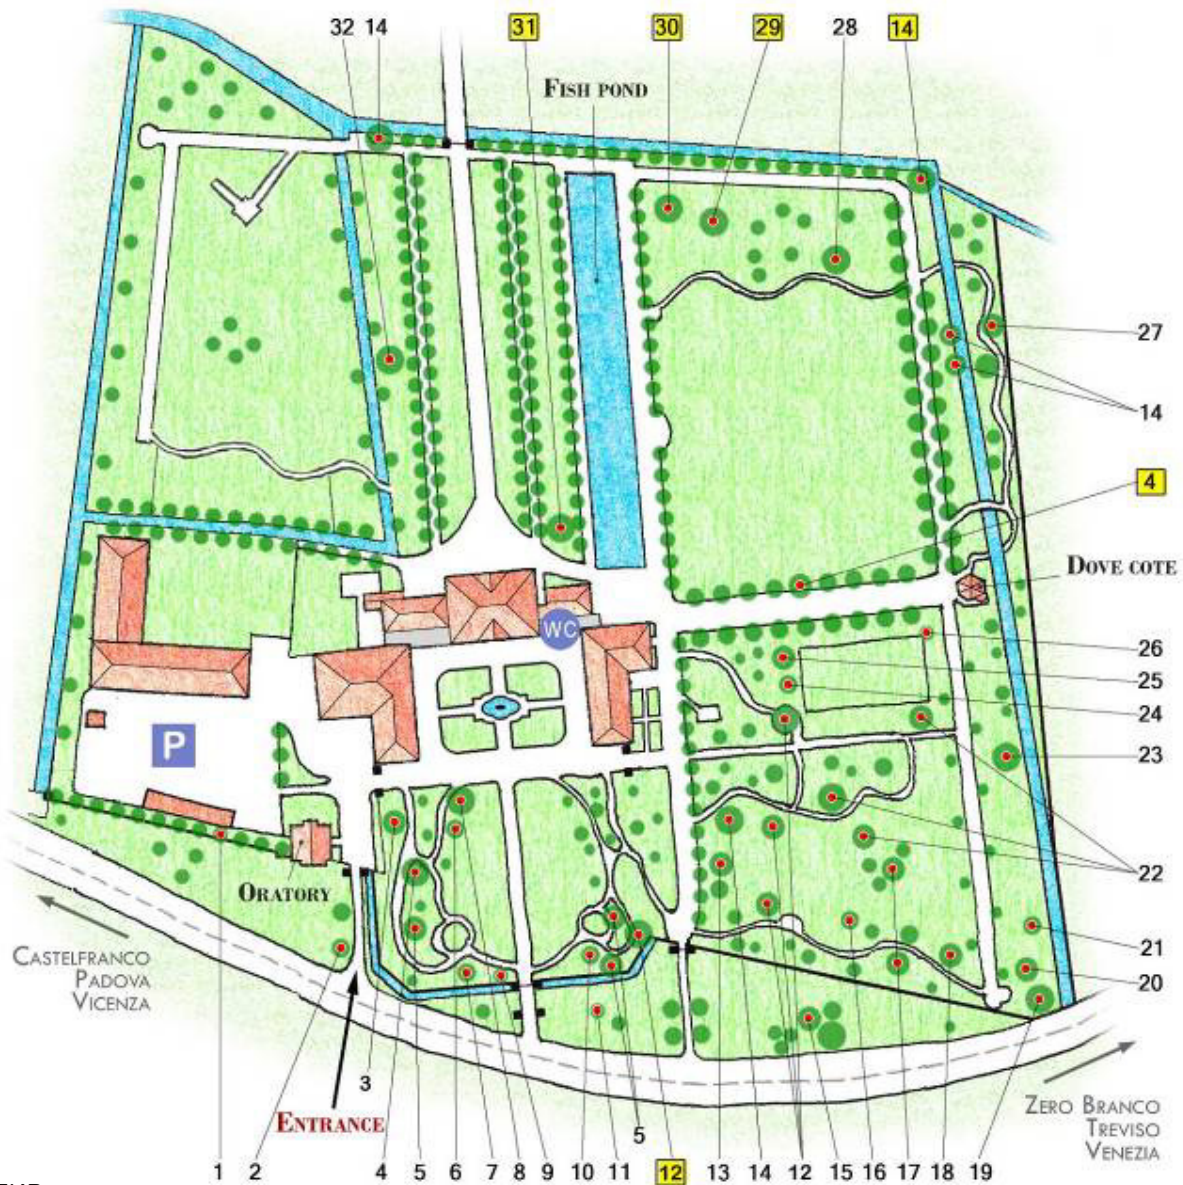 32 14 31 30 29 28 14
FISH POND
27
14
4
DOVE COTE
WC
26
25
24
P
23
22
ORATORY
21
CASTELFRANCO
PADOVA
VICENZA
20
3
ENTRANCE
5
ZERO BRANCO
TREVISO
VENEZIA
1 2 4 5 6 7 8 9 10 11 12 13 14 12 15 16 17 18 19